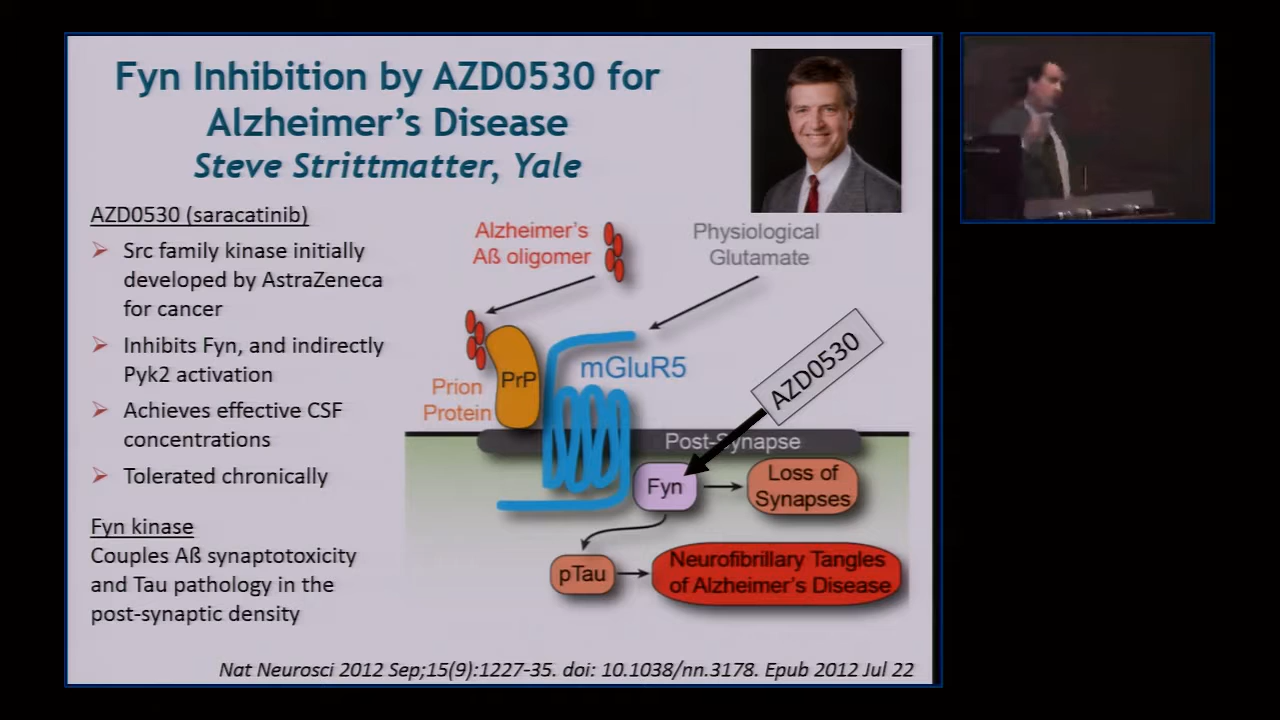 Fyn Inhibition by AZD0530 for
Alzheimer's Disease
Steve Strittmatter, Yale
AZD0530 (saracatinib)
Src family kinase initially
developed by AstraZeneca
for cancer
Inhibits Fyn, and indirectly
Pyk2 activation
Achieves effective CSF
concentrations
Tolerated chronically
Fyn kinase
Couples Aß synaptotoxicity
and Tau pathology in the
post-synaptic density
Alzheimer's
Aß oligomer
Physiological
Glutamate
PrP
Prion
Protein
mGluR5
AZD0530
Post-Synapse
Fyn
Loss of
Synapses
pTau
Neurofibrillary Tangles
of Alzheimer's Disease
Nat Neurosci 2012 Sep;15(9):1227-35. doi: 10.1038/nn.3178. Epub 2012 Jul 22